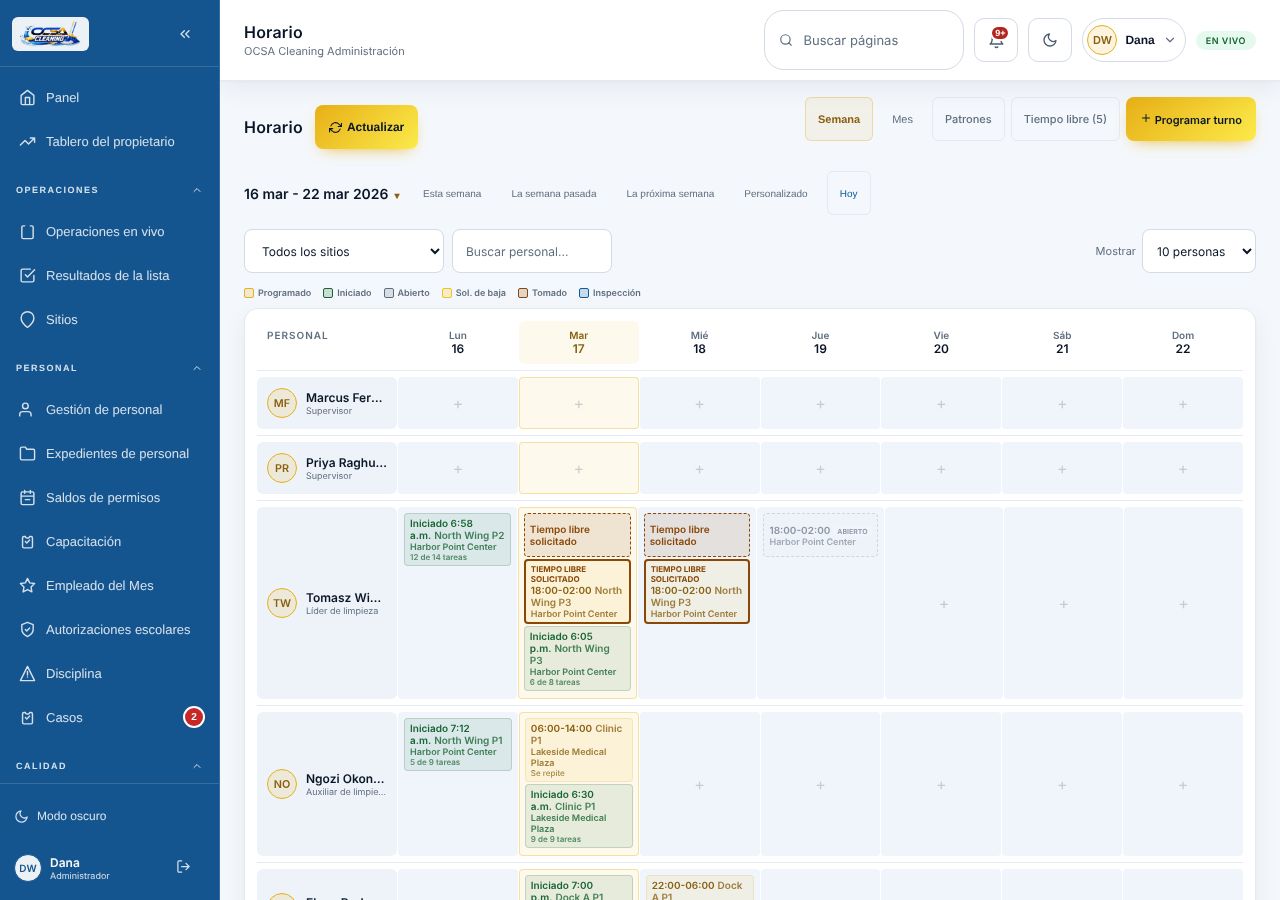 OCSA
CLEANING
Horario
OCSA Cleaning Administración
Buscar páginas
9+
DW
Dana
EN VIVO
Panel
Tablero del propietario
OPERACIONES
Operaciones en vivo
Resultados de la lista
Sitios
PERSONAL
Gestión de personal
Expedientes de personal
Saldos de permisos
Capacitación
Empleado del Mes
Autorizaciones escolares
Disciplina
Casos
2
CALIDAD
Modo oscuro
DW
Dana
Administrador
Horario
Actualizar
Semana
Mes
Patrones
Tiempo libre (5)
+ Programar turno
16 mar - 22 mar 2026 ▾
Esta semana
La semana pasada
La próxima semana
Personalizado
Hoy
Todos los sitios
Buscar personal...
Mostrar
10 personas
Programado
Iniciado
Abierto
Sol. de baja
Tomado
Inspección
PERSONAL
Lun
16
Mar
17
Mié
18
Jue
19
Vie
20
Sáb
21
Dom
22
MF
Marcus Fer...
Supervisor
+
+
+
+
+
+
+
PR
Priya Raghu...
Supervisor
+
+
+
+
+
+
+
TW
Tomasz Wi...
Líder de limpieza
Iniciado 6:58
a.m. North Wing P2
Harbor Point Center
12 de 14 tareas
Tiempo libre
solicitado
TIEMPO LIBRE
SOLICITADO
18:00-02:00 North
Wing P3
Harbor Point Center
Iniciado 6:05
p.m. North Wing
P3
Harbor Point Center
6 de 8 tareas
Tiempo libre
solicitado
TIEMPO LIBRE
SOLICITADO
18:00-02:00 North
Wing P3
Harbor Point Center
18:00-02:00 ABIERTO
Harbor Point Center
+
+
+
NO
Ngozi Okon...
Auxiliar de limpie...
Iniciado 7:12
a.m. North Wing P1
Harbor Point Center
5 de 9 tareas
06:00-14:00 Clinic
P1
Lakeside Medical
Plaza
Se repite
Iniciado 6:30
a.m. Clinic P1
Lakeside Medical
Plaza
9 de 9 tareas
+
+
+
+
+
Iniciado 7:00
p.m. Dock A P1
22:00-06:00 Dock
A P1